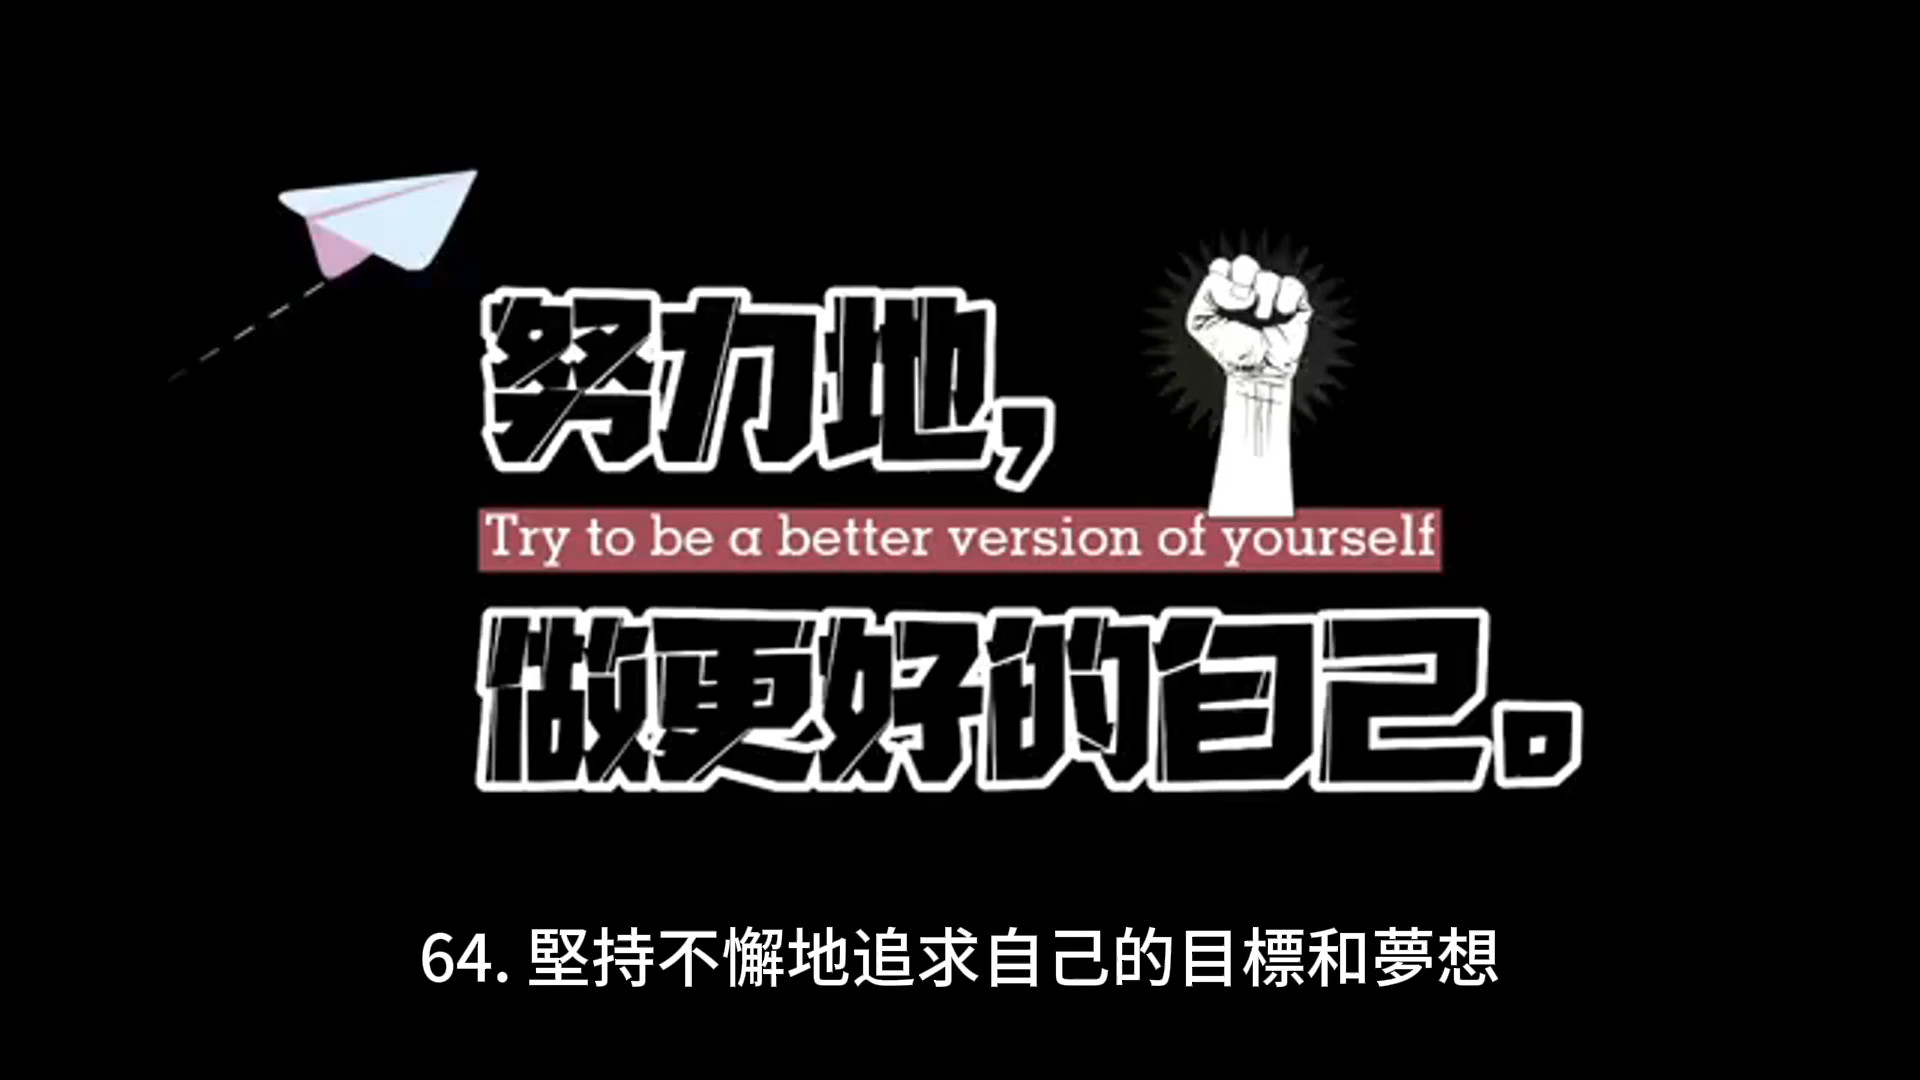 努力地,
Try to be a better version of yourself
做更好的自己。
64. 堅持不懈地追求自己的目標和夢想